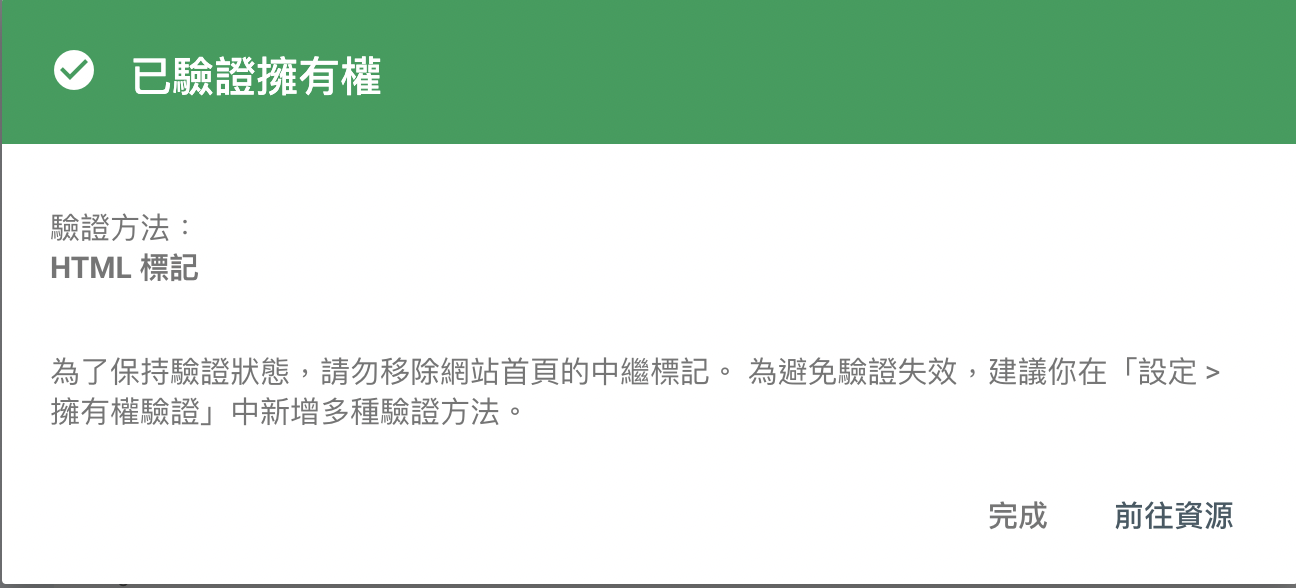 已驗證擁有權
驗證方法：
HTML 標記
為了保持驗證狀態，請勿移除網站首頁的中繼標記。 為避免驗證失效，建議你在「設定 >
擁有權驗證」中新增多種驗證方法。
完成 前往資源